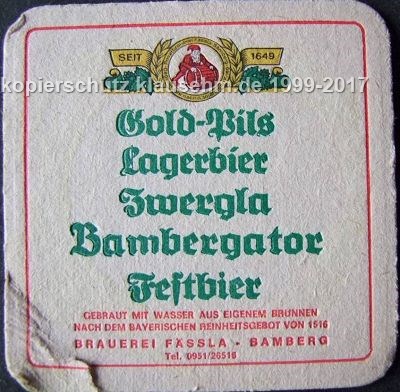 SEIT 1649
kopierschutz klausehm.de 1999-2017
Gold-Pils
Lagerbier
Zwergla
Bambergator
Festbier
GEBRAUT MIT WASSER AUS EIGENEM BRUNNEN
NACH DEM BAYERISCHEN REINHEITSGEBOT VON 1516
BRAUEREI FÄSSLA - BAMBERG
Tel. 0951/26516